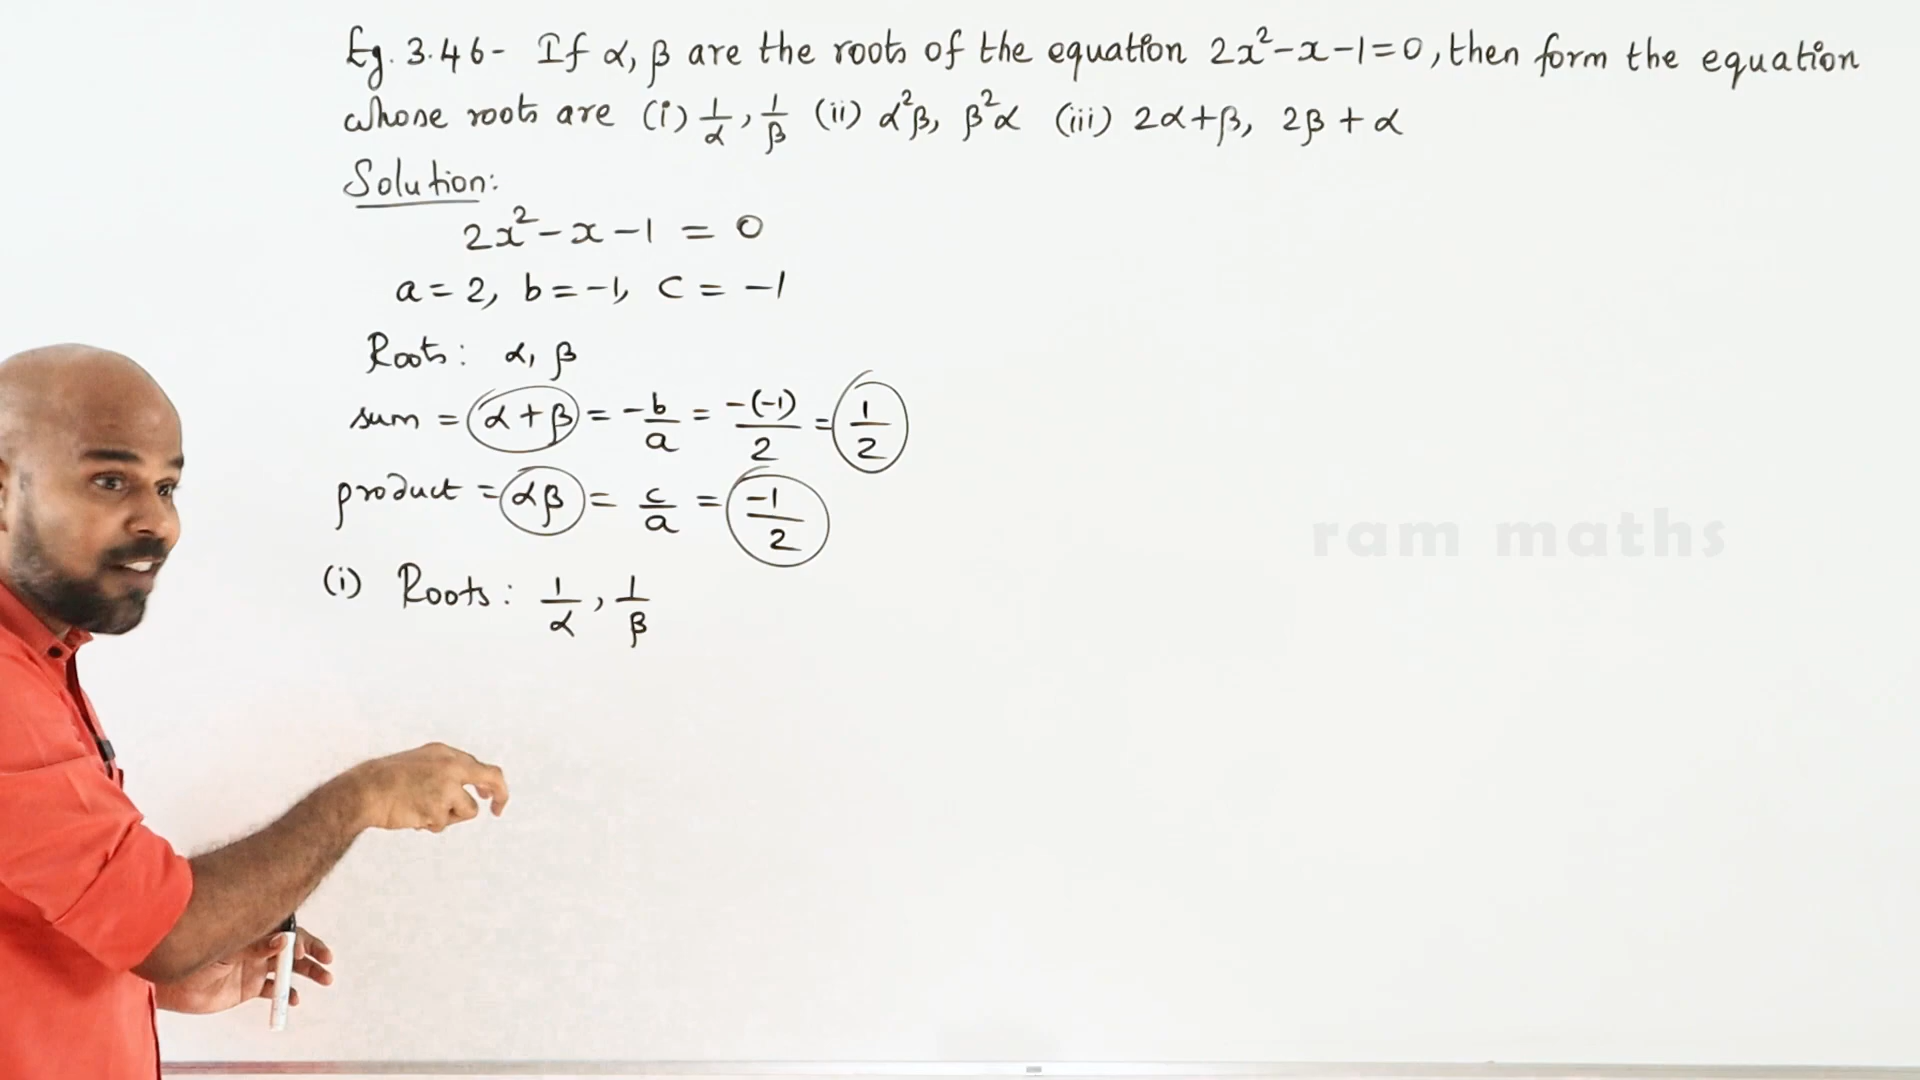 Eg. 3.46- If α, β are the roots of the equation 2x²-x-1=0, then form the equation
whose roots are (i) 1/α, 1/β (ii) α²β, β²α (iii) 2α+β, 2β+α
Solution:
2x²-x-1 = 0
a=2, b=-1, c=-1
Roots: α, β
sum = α+β = -b/a = -(-1)/2 = 1/2
product = αβ = c/a = -1/2
(i) Roots: 1/α, 1/β
ram maths